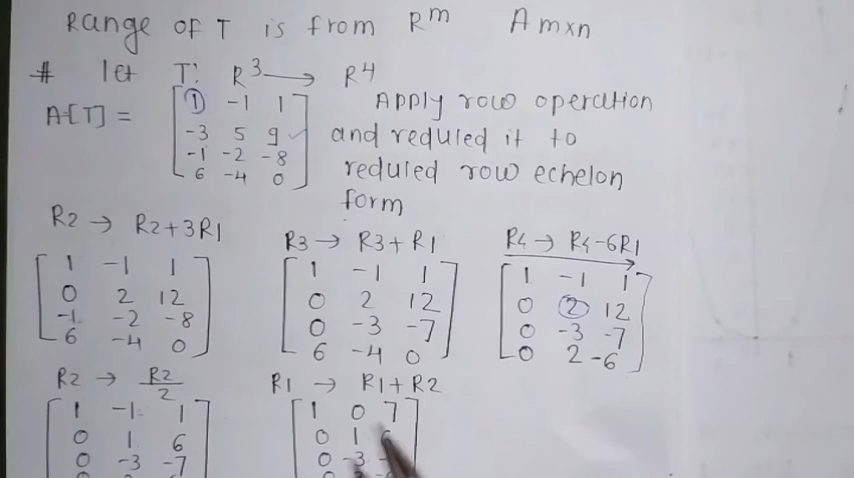 Range of T is from R^m A m×n
# let T: R^3 → R^4
A=[T] = [ 1 -1 1 ] Apply row operation
[ -3 5 9 ] and reduled it to
[ -1 -2 -8 ] reduled row echelon
[ 6 -4 0 ] form
R2 → R2+3R1 R3 → R3+R1 R4 → R4-6R1
[ 1 -1 1 ] [ 1 -1 1 ] [ 1 -1 1 ]
[ 0 2 12 ] [ 0 2 12 ] [ 0 2 12 ]
[ -1 -2 -8 ] [ 0 -3 -7 ] [ 0 -3 -7 ]
[ 6 -4 0 ] [ 6 -4 0 ] [ 0 2 -6 ]
R2 → R2/2 R1 → R1+R2
[ 1 -1 1 ] [ 1 0 7 ]
[ 0 1 6 ] [ 0 1 6 ]
[ 0 -3 -7 ] [ 0 -3